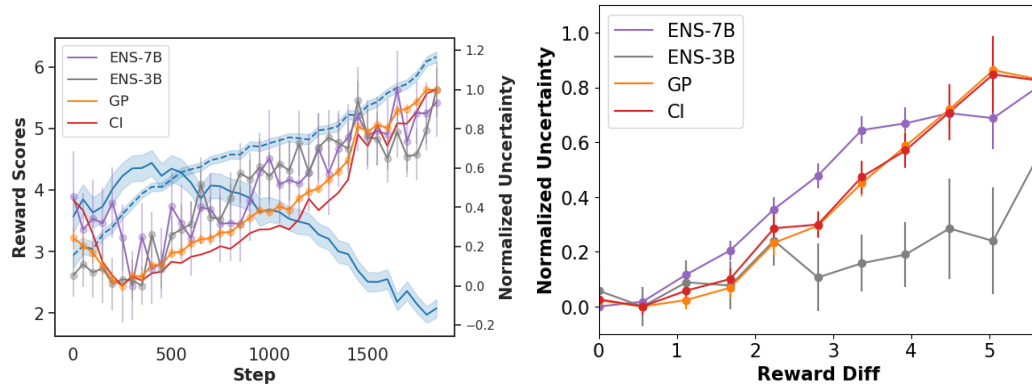 ENS-7B
ENS-3B
GP
CI
Reward Scores
6
5
4
3
2
0
500
1000
1500
Step
1.2
1.0
0.8
0.6
0.4
0.2
0.0
−0.2
Normalized Uncertainty
ENS-7B
ENS-3B
GP
CI
Normalized Uncertainty
1.0
0.8
0.6
0.4
0.2
0.0
0
1
2
3
4
5
Reward Diff